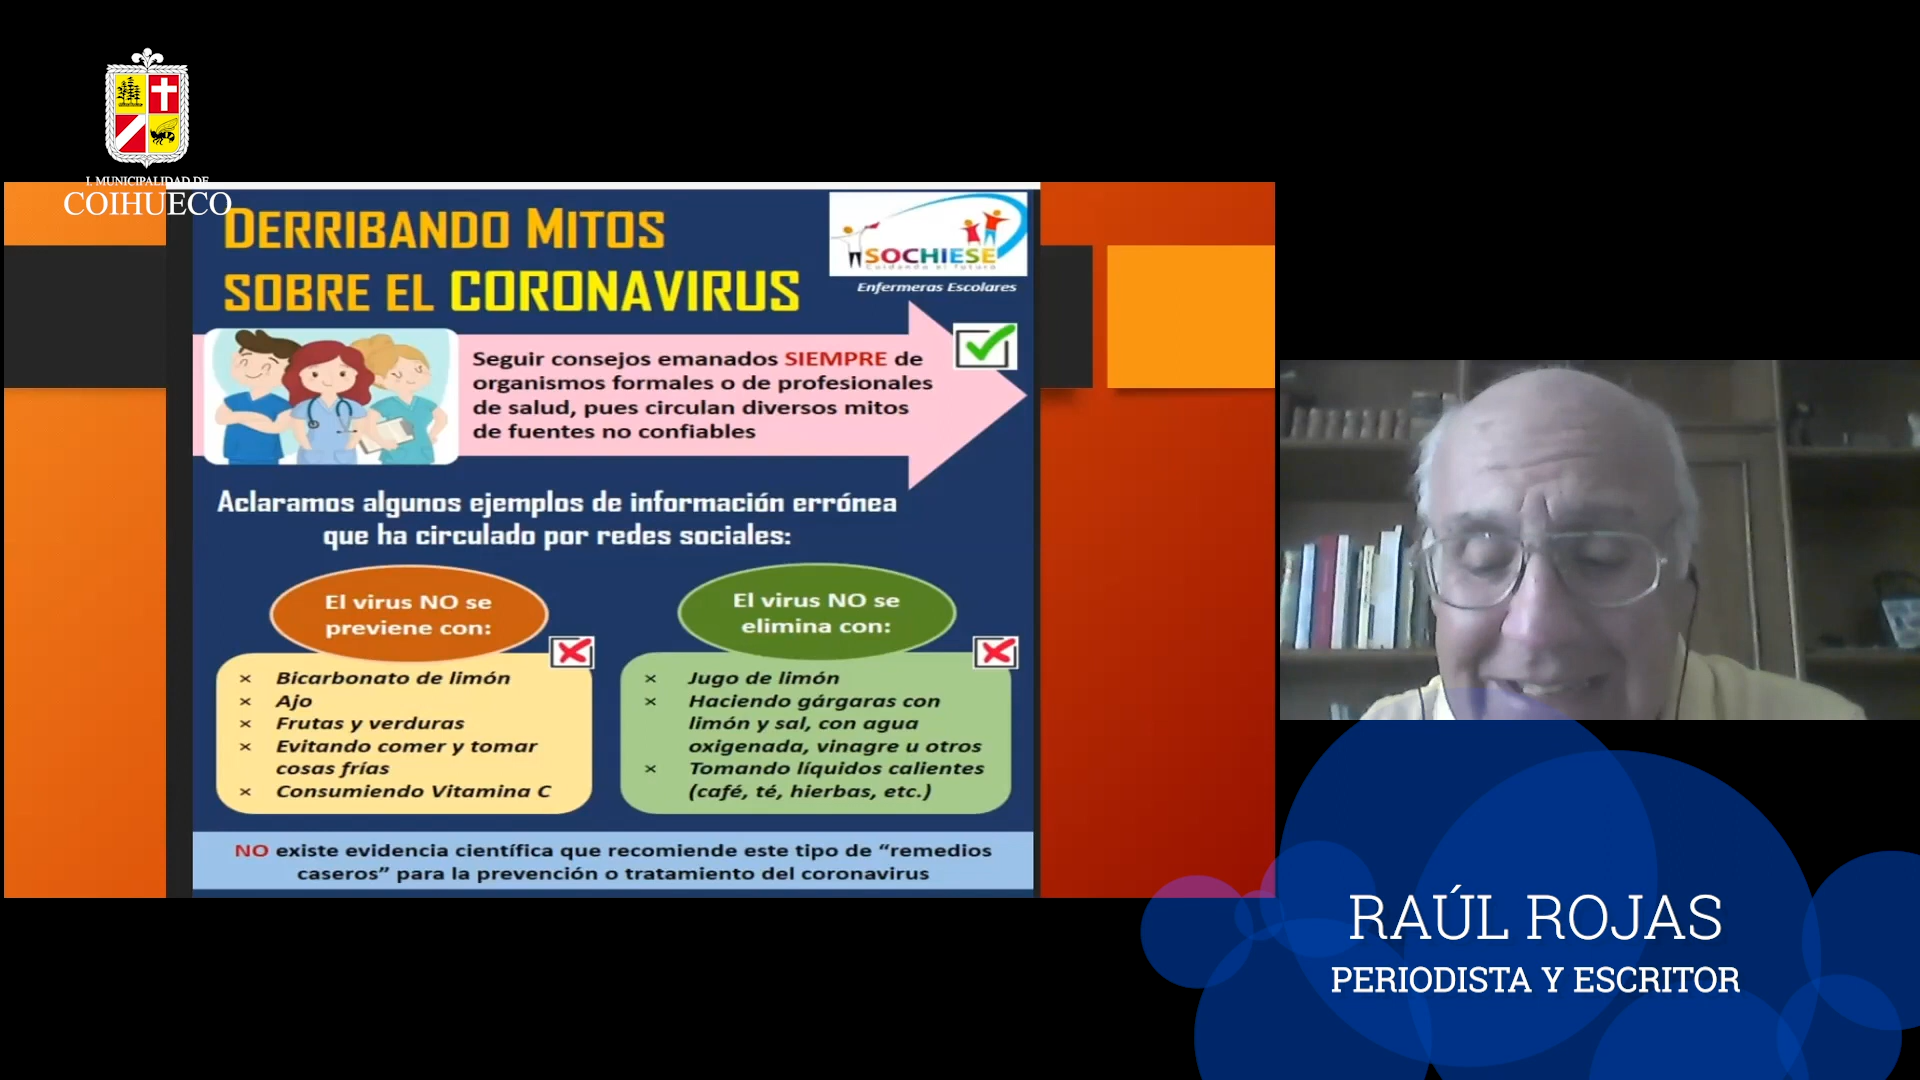 I. MUNICIPALIDAD DE
COIHUECO
DERRIBANDO MITOS
SOBRE EL CORONAVIRUS
SOCHIESE
Cuidando el futuro
Enfermeras Escolares
Seguir consejos emanados SIEMPRE de
organismos formales o de profesionales
de salud, pues circulan diversos mitos
de fuentes no confiables
Aclaramos algunos ejemplos de información errónea
que ha circulado por redes sociales:
El virus NO se
previene con:
× Bicarbonato de limón
× Ajo
× Frutas y verduras
× Evitando comer y tomar
cosas frías
× Consumiendo Vitamina C
El virus NO se
elimina con:
× Jugo de limón
× Haciendo gárgaras con
limón y sal, con agua
oxigenada, vinagre u otros
× Tomando líquidos calientes
(café, té, hierbas, etc.)
NO existe evidencia científica que recomiende este tipo de “remedios
caseros” para la prevención o tratamiento del coronavirus
RAÚL ROJAS
PERIODISTA Y ESCRITOR